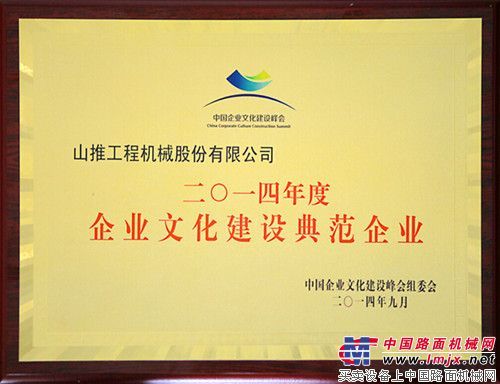 中国企业文化建设峰会
China Corporate Culture Construction Summit
山推工程机械股份有限公司
二〇一四年度
企业文化建设典范企业
中国企业文化建设峰会组委会
二〇一四年九月
中国路面机械网
www.lmjx.net
买卖设备上中国路面机械网